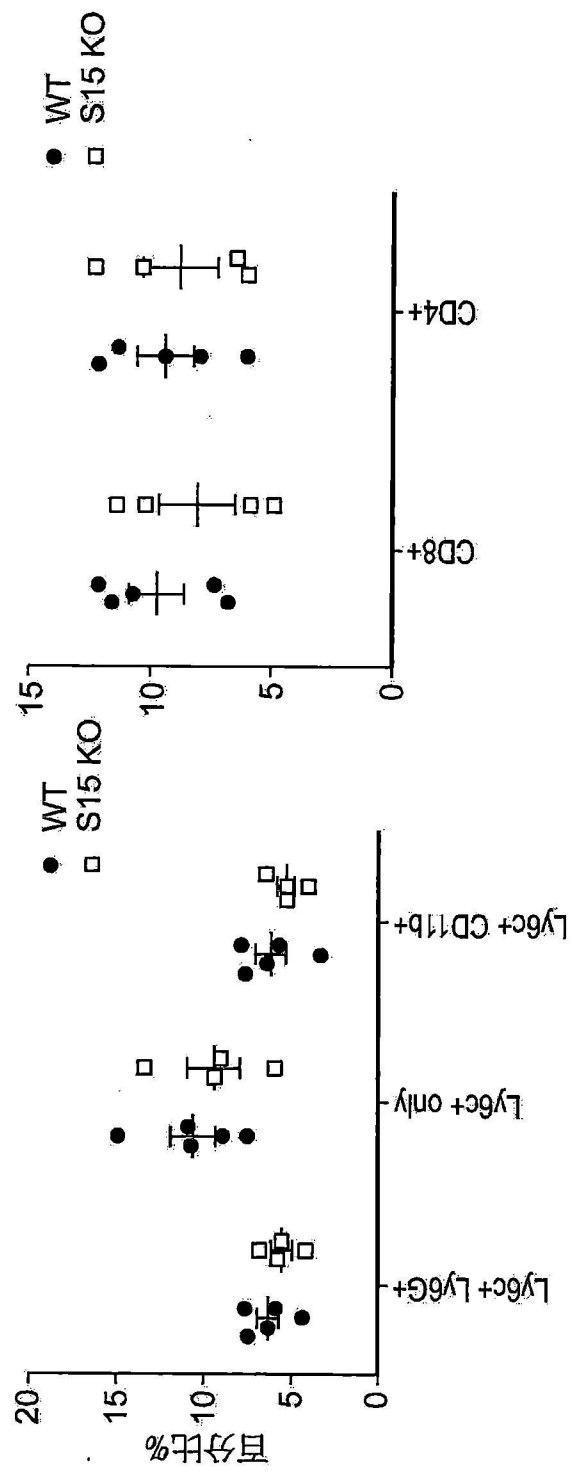 WT
S15 KO
百分比%
20
15
10
5
0
Ly6c+ Ly6G+
Ly6c+ only
Ly6c+ CD11b+
WT
S15 KO
15
10
5
0
CD8+
CD4+